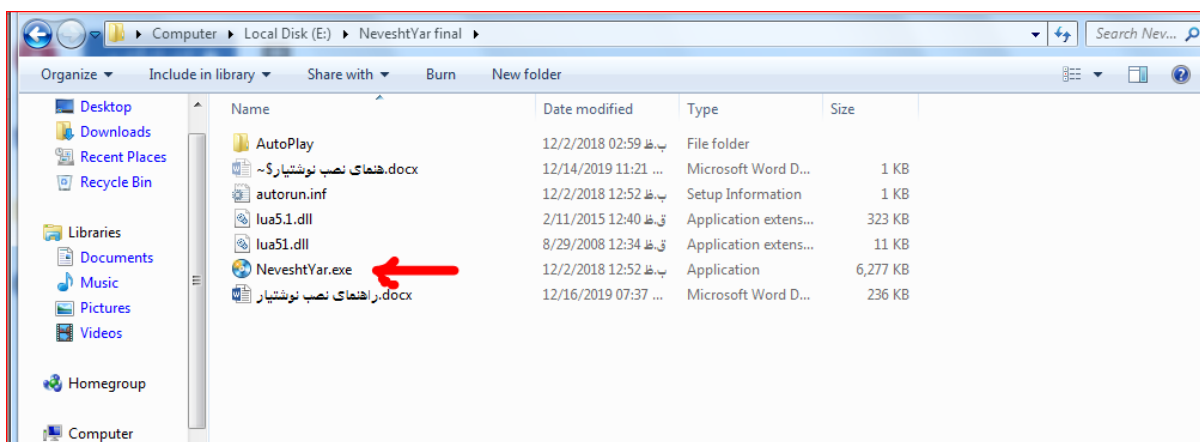 Computer Local Disk (E:) NeveshtYar final Search Nev...
Organize Include in library Share with Burn New folder
Desktop
Downloads
Recent Places
Recycle Bin
Libraries
Documents
Music
Pictures
Videos
Homegroup
Computer
Name Date modified Type Size
AutoPlay 12/2/2018 02:59 ب.ظ File folder
~$هنمای نصب نوشتیار.docx 12/14/2019 11:21 ... Microsoft Word D... 1 KB
autorun.inf 12/2/2018 12:52 ب.ظ Setup Information 1 KB
lua5.1.dll 2/11/2015 12:40 ق.ظ Application extens... 323 KB
lua51.dll 8/29/2008 12:34 ق.ظ Application extens... 11 KB
NeveshtYar.exe 12/2/2018 12:52 ب.ظ Application 6,277 KB
راهنمای نصب نوشتیار.docx 12/16/2019 07:37 ... Microsoft Word D... 236 KB